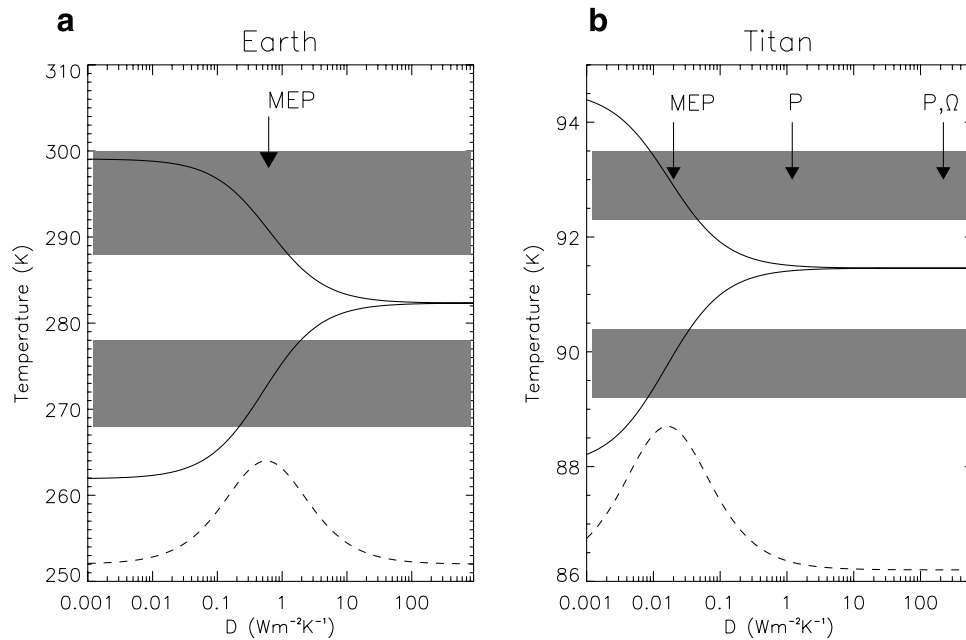 a
Earth
310
300
290
280
270
260
250
Temperature (K)
MEP
0.001 0.01 0.1 1 10 100
D (Wm⁻²K⁻¹)
b
Titan
94
92
90
88
86
Temperature (K)
MEP P P,Ω
0.001 0.01 0.1 1 10 100
D (Wm⁻²K⁻¹)